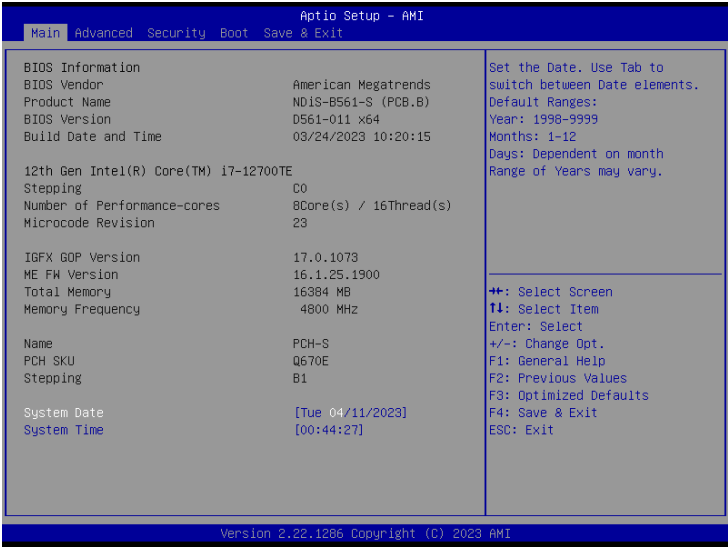 Aptio Setup – AMI
Main Advanced Security Boot Save & Exit
BIOS Information
BIOS Vendor American Megatrends
Product Name NDiS-B561-S (PCB.B)
BIOS Version D561-011 x64
Build Date and Time 03/24/2023 10:20:15
12th Gen Intel(R) Core(TM) i7-12700TE
Stepping C0
Number of Performance-cores 8Core(s) / 16Thread(s)
Microcode Revision 23
IGFX GOP Version 17.0.1073
ME FW Version 16.1.25.1900
Total Memory 16384 MB
Memory Frequency 4800 MHz
Name PCH-S
PCH SKU Q670E
Stepping B1
System Date [Tue 04/11/2023]
System Time [00:44:27]
Set the Date. Use Tab to
switch between Date elements.
Default Ranges:
Year: 1998-9999
Months: 1-12
Days: Dependent on month
Range of Years may vary.
→←: Select Screen
↑↓: Select Item
Enter: Select
+/-: Change Opt.
F1: General Help
F2: Previous Values
F3: Optimized Defaults
F4: Save & Exit
ESC: Exit
Version 2.22.1286 Copyright (C) 2023 AMI